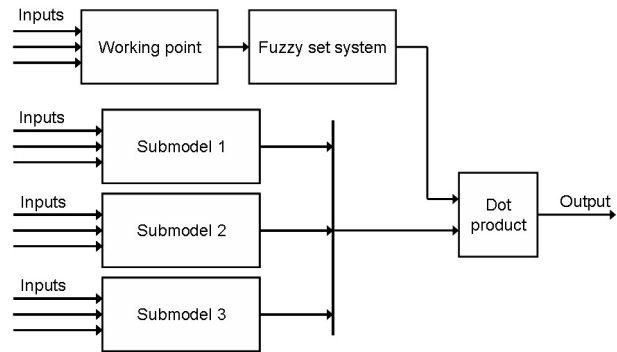 Inputs
Working point
Fuzzy set system
Inputs
Submodel 1
Inputs
Submodel 2
Dot
product
Output
Inputs
Submodel 3